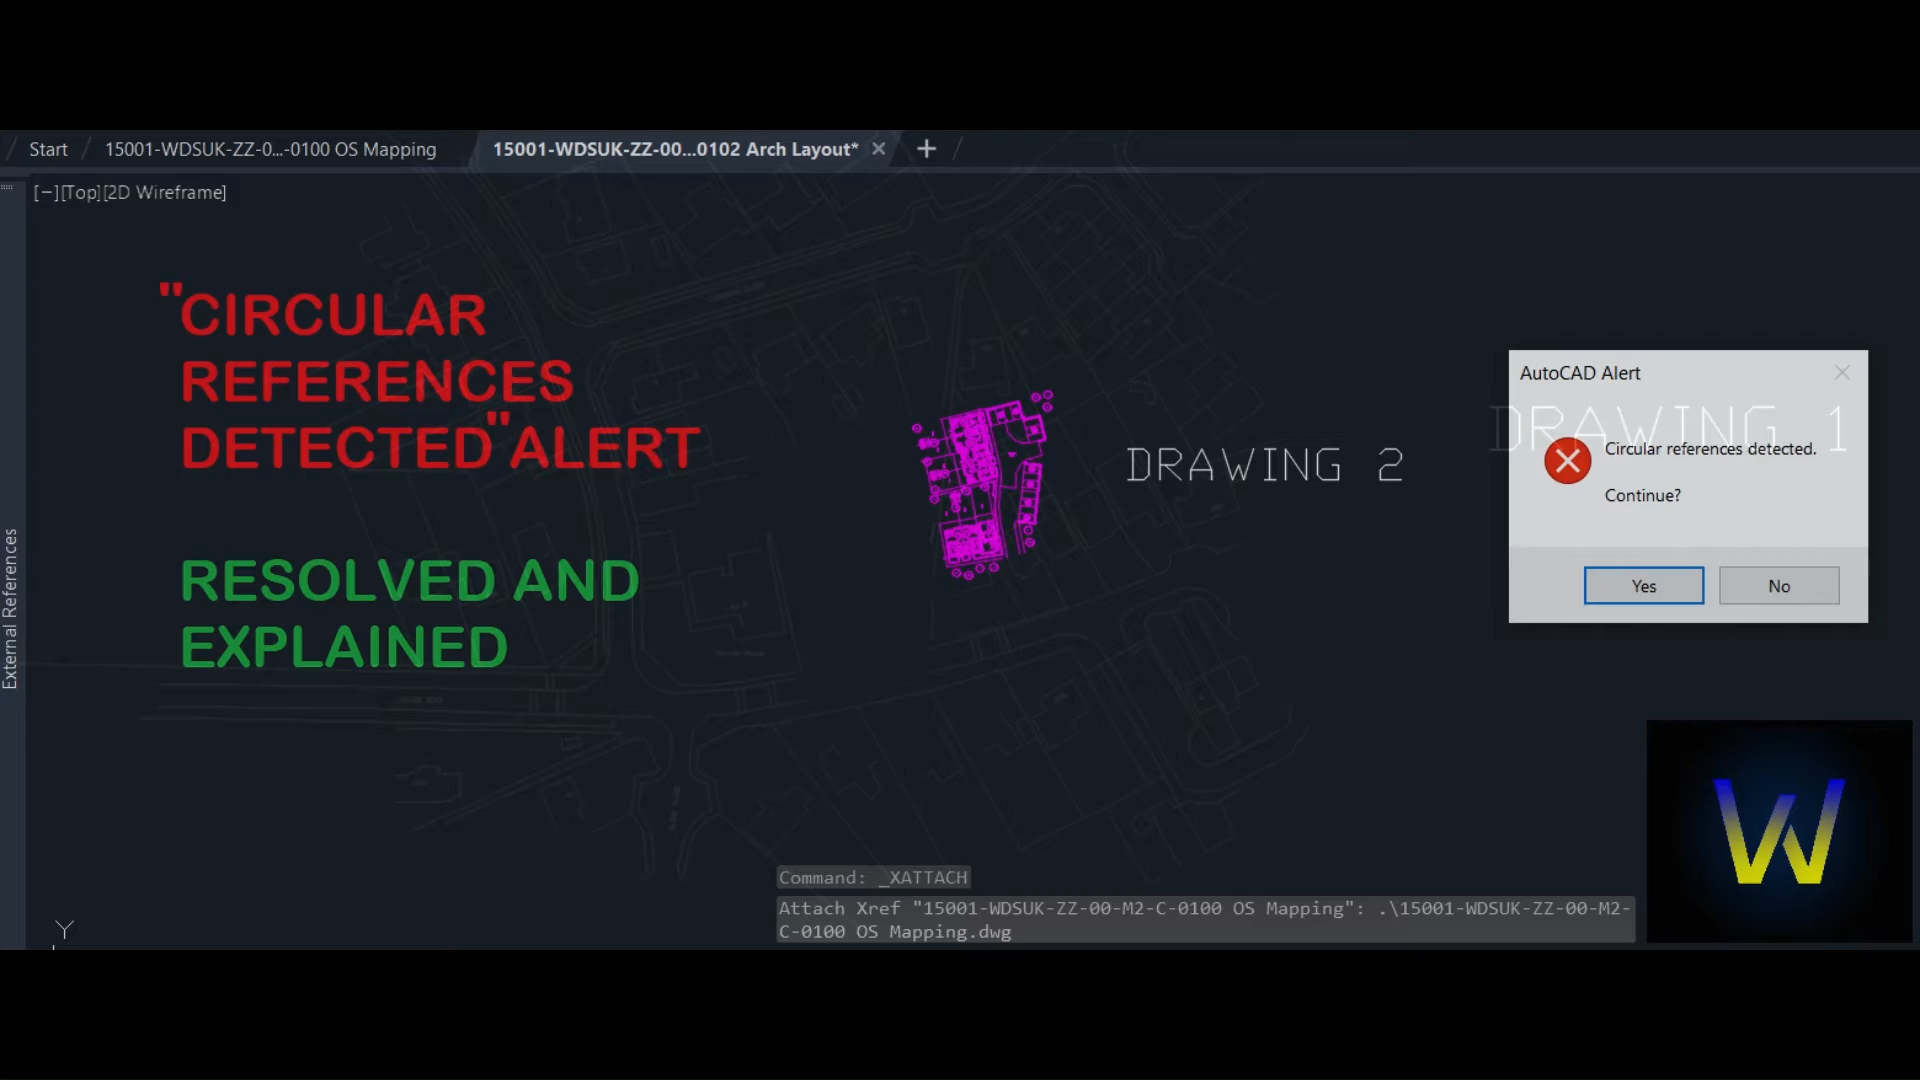 Start
15001-WDSUK-ZZ-0...-0100 OS Mapping
15001-WDSUK-ZZ-00...0102 Arch Layout*
[−][Top][2D Wireframe]
"CIRCULAR
REFERENCES
DETECTED" ALERT
RESOLVED AND
EXPLAINED
External References
DRAWING 2
AutoCAD Alert
DRAWING 1
Circular references detected.
Continue?
Yes
No
Command: _XATTACH
Attach Xref "15001-WDSUK-ZZ-00-M2-C-0100 OS Mapping": .\15001-WDSUK-ZZ-00-M2-
C-0100 OS Mapping.dwg
Y
W